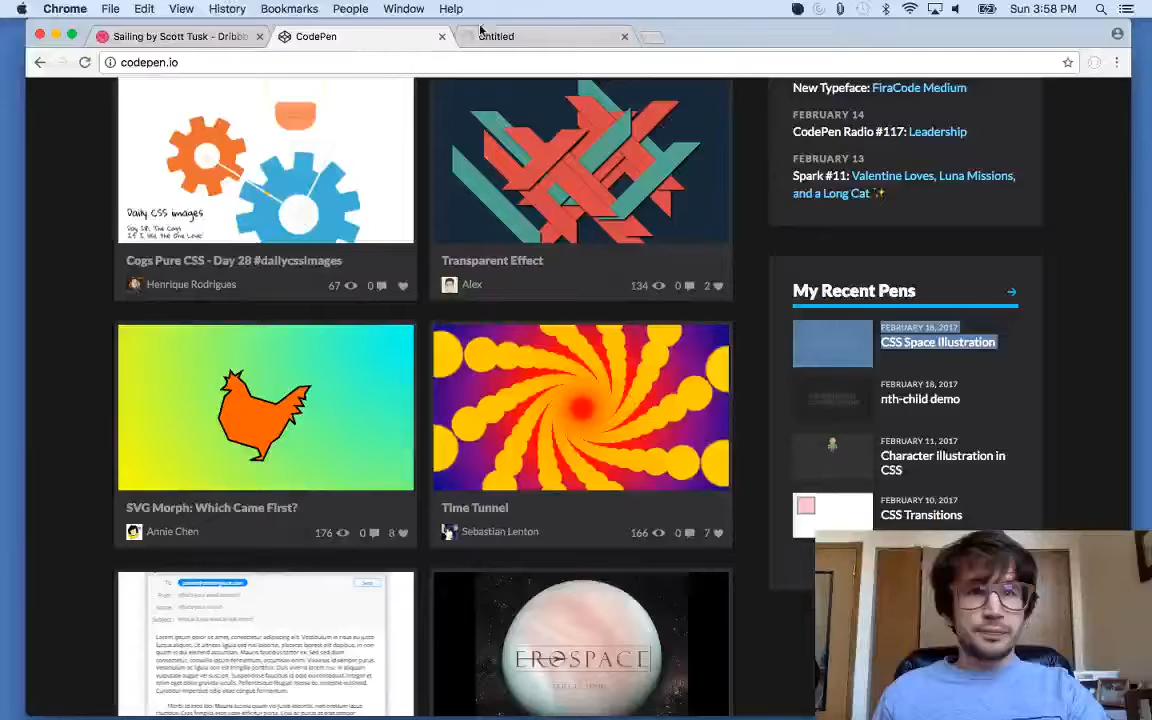 Chrome File Edit View History Bookmarks People Window Help Sun 3:58 PM
Sailing by Scott Tusk - Dribbb CodePen Untitled
codepen.io
New Typeface: FiraCode Medium
FEBRUARY 14
CodePen Radio #117: Leadership
FEBRUARY 13
Spark #11: Valentine Loves, Luna Missions,
and a Long Cat ✨
Daily CSS images
Cogs Pure CSS - Day 28 #dailycssimages
Henrique Rodrigues 67 0
Transparent Effect
Alex 134 0 2
My Recent Pens
FEBRUARY 18, 2017
CSS Space Illustration
FEBRUARY 18, 2017
nth-child demo
FEBRUARY 11, 2017
Character illustration in
CSS
FEBRUARY 10, 2017
CSS Transitions
SVG Morph: Which Came First?
Annie Chen 176 0 8
Time Tunnel
Sebastian Lenton 166 0 7
To
From
Subject
Send
EROSPACE